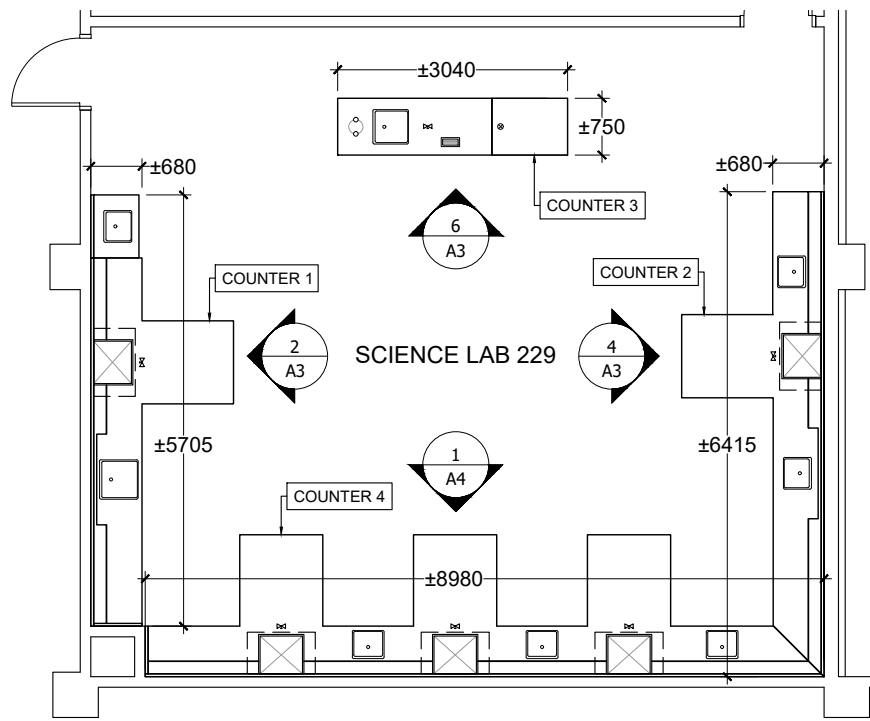 ±3040
±750
±680
±680
COUNTER 3
6
A3
COUNTER 1
COUNTER 2
2
A3
SCIENCE LAB 229
4
A3
±5705
±6415
1
A4
COUNTER 4
±8980